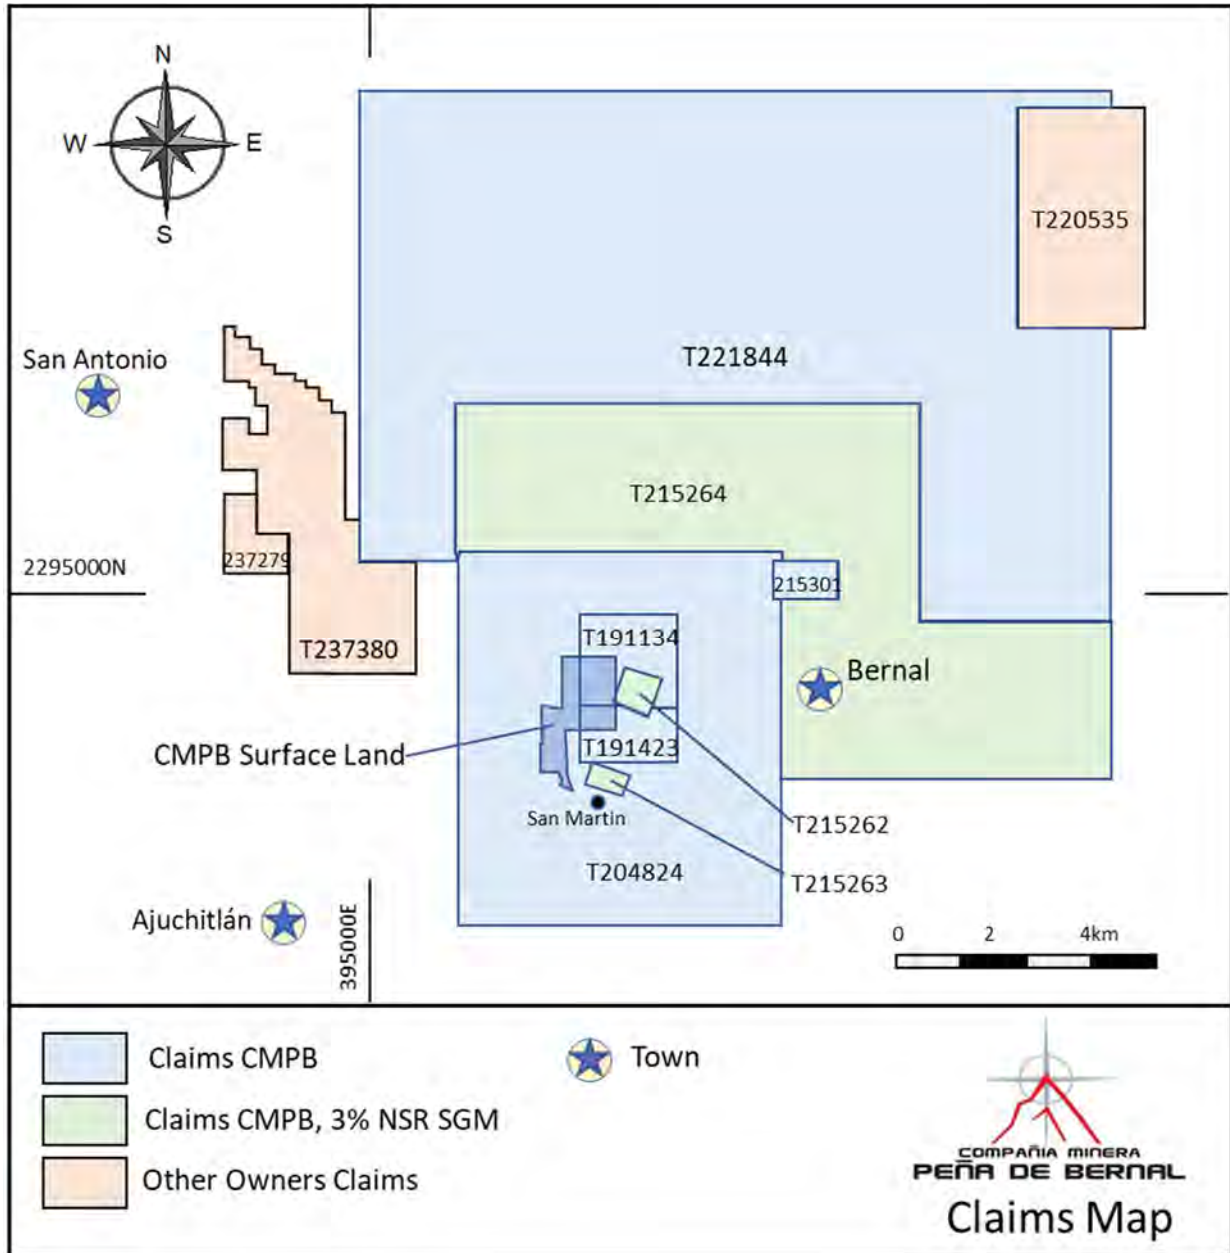 N
W
E
S
T220535
San Antonio
T221844
T215264
237279
2295000N
215301
T191134
T237380
Bernal
T191423
CMPB Surface Land
San Martin
T215262
T204824
T215263
Ajuchitlán
395000E
0 2 4km
Claims CMPB
Town
Claims CMPB, 3% NSR SGM
Other Owners Claims
COMPAÑIA MINERA
PEÑA DE BERNAL
Claims Map